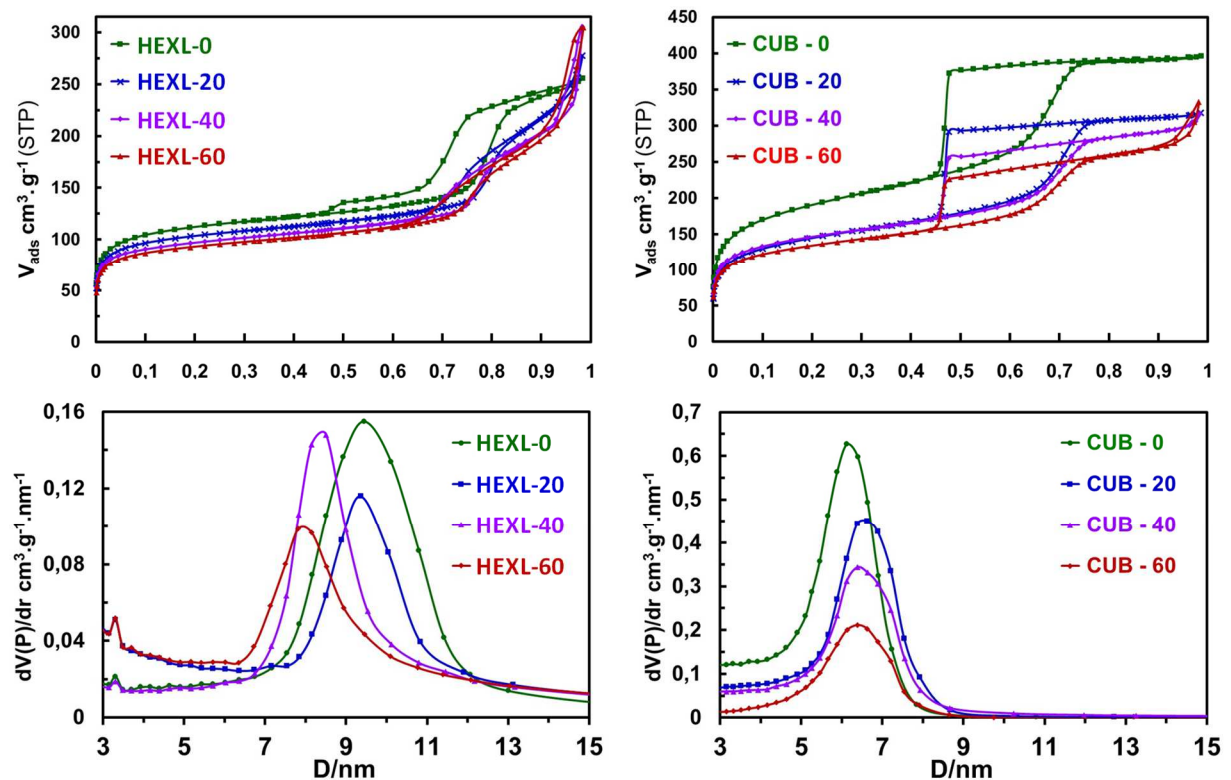 300
250
200
150
100
50
0
V_ads cm³.g⁻¹ (STP)
HEXL-0
HEXL-20
HEXL-40
HEXL-60
0 0,1 0,2 0,3 0,4 0,5 0,6 0,7 0,8 0,9 1
450
400
350
300
250
200
150
100
50
0
V_ads cm³.g⁻¹ (STP)
CUB - 0
CUB - 20
CUB - 40
CUB - 60
0 0,1 0,2 0,3 0,4 0,5 0,6 0,7 0,8 0,9 1
0,16
0,12
0,08
0,04
0
dV(P)/dr cm³.g⁻¹.nm⁻¹
HEXL-0
HEXL-20
HEXL-40
HEXL-60
3 5 7 9 11 13 15
D/nm
0,7
0,6
0,5
0,4
0,3
0,2
0,1
0
dV(P)/dr cm³.g⁻¹.nm⁻¹
CUB - 0
CUB - 20
CUB - 40
CUB - 60
3 5 7 9 11 13 15
D/nm